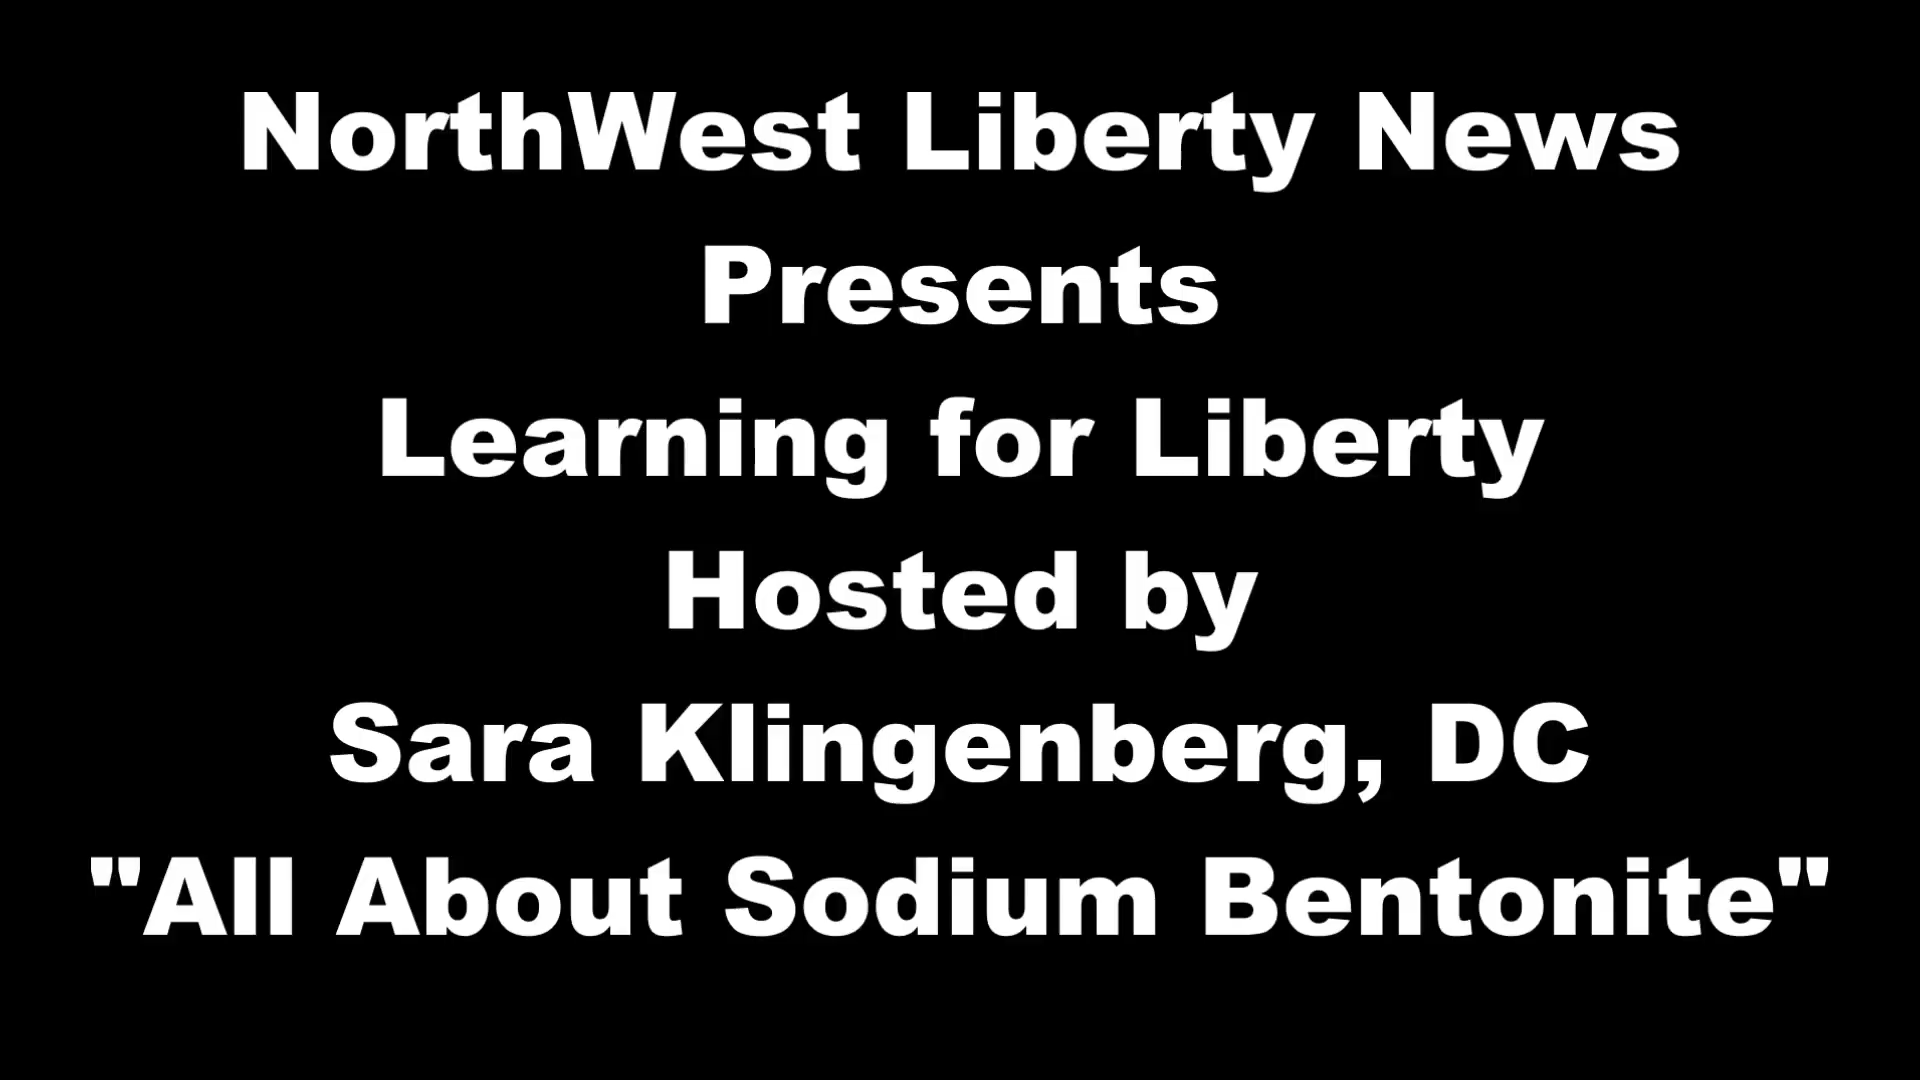 NorthWest Liberty News
Presents
Learning for Liberty
Hosted by
Sara Klingenberg, DC
"All About Sodium Bentonite"